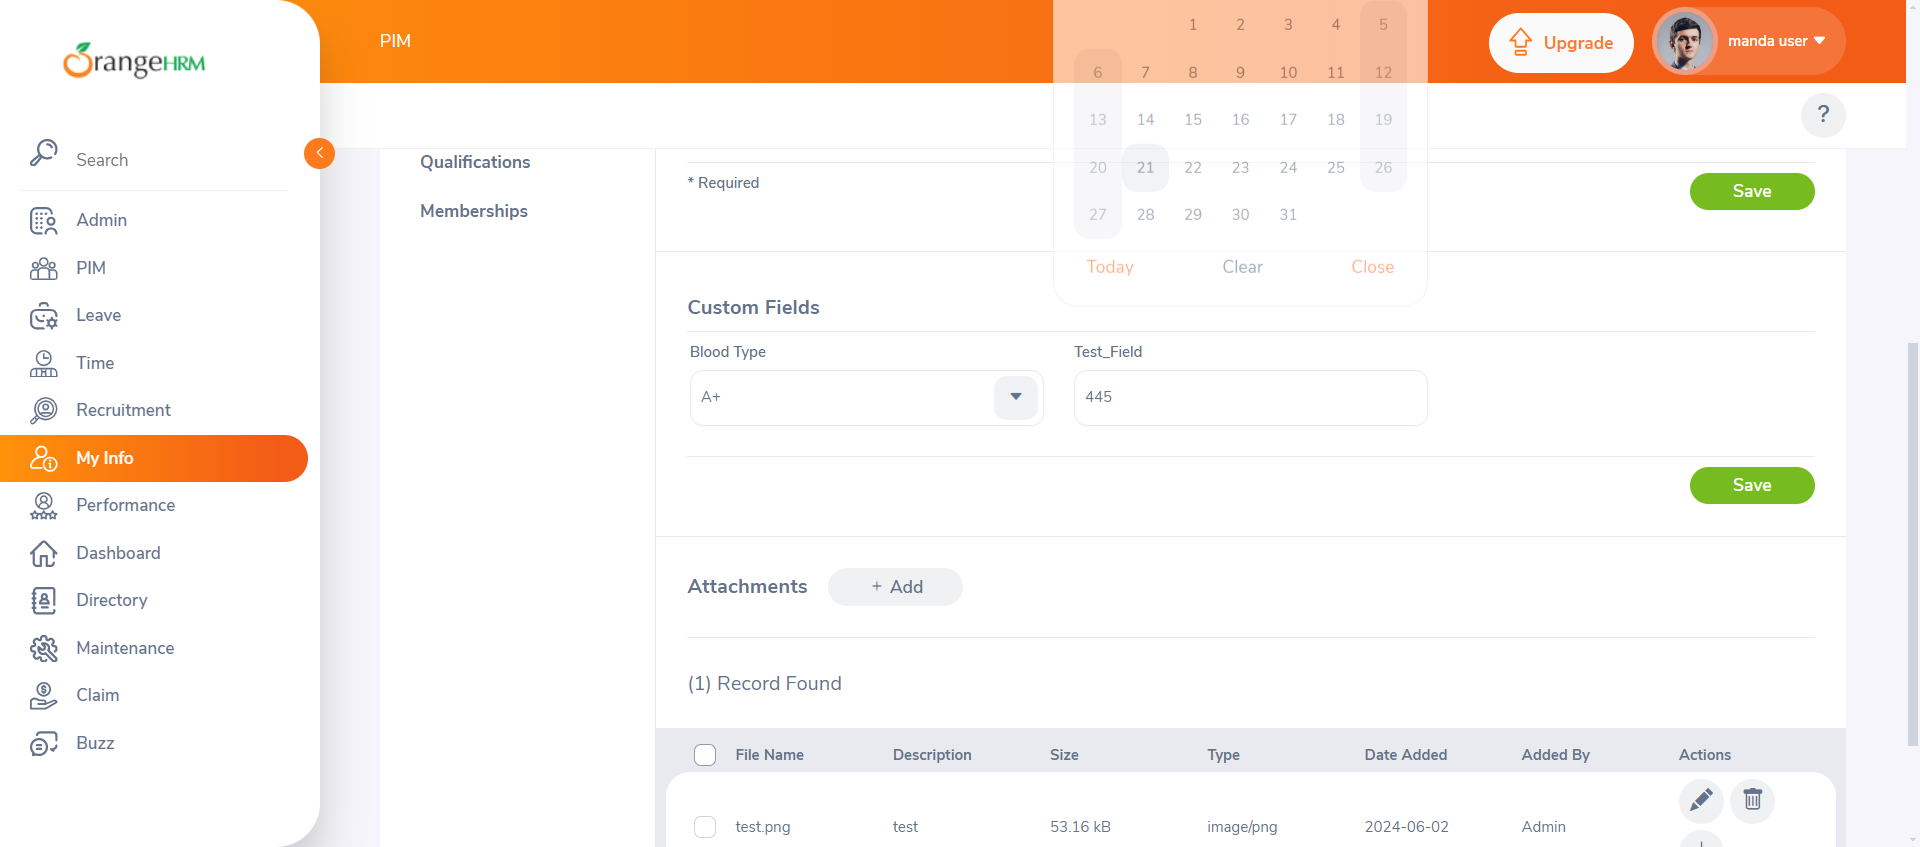 OrangeHRM
PIM
Upgrade
manda user
?
Search
Admin
PIM
Leave
Time
Recruitment
My Info
Performance
Dashboard
Directory
Maintenance
Claim
Buzz
Qualifications
Memberships
1 2 3 4 5
6 7 8 9 10 11 12
13 14 15 16 17 18 19
20 21 22 23 24 25 26
27 28 29 30 31
Today Clear Close
* Required
Save
Custom Fields
Blood Type Test_Field
A+ 445
Save
Attachments + Add
(1) Record Found
File Name Description Size Type Date Added Added By Actions
test.png test 53.16 kB image/png 2024-06-02 Admin